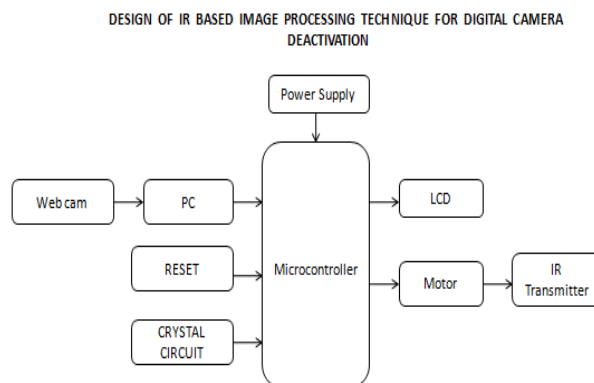 DESIGN OF IR BASED IMAGE PROCESSING TECHNIQUE FOR DIGITAL CAMERA
DEACTIVATION
Power Supply
Web cam
PC
LCD
RESET
Microcontroller
Motor
IR
Transmitter
CRYSTAL
CIRCUIT